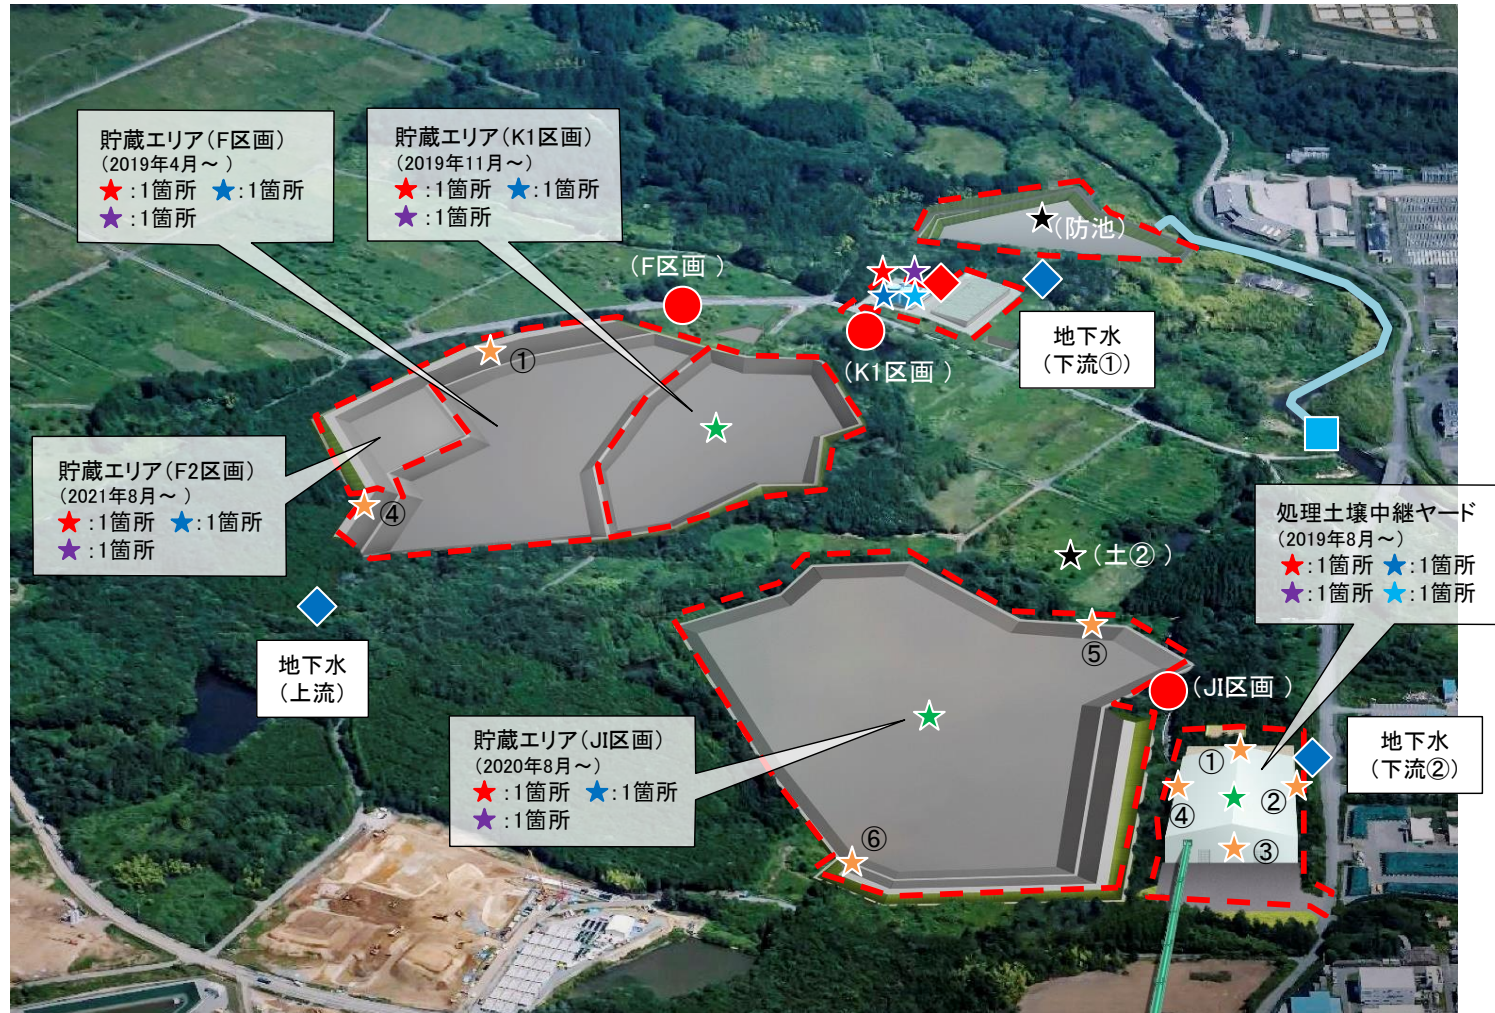 貯蔵エリア(F区画)
(2019年4月~ )
★:1箇所 ★:1箇所
★:1箇所
貯蔵エリア(K1区画)
(2019年11月~)
★:1箇所 ★:1箇所
★:1箇所
(防池)
(F区画 )
(K1区画 )
地下水
(下流①)
①
貯蔵エリア(F2区画)
(2021年8月~ )
★:1箇所 ★:1箇所
★:1箇所
④
処理土壌中継ヤード
(2019年8月~)
★:1箇所 ★:1箇所
★:1箇所 ★:1箇所
(土②)
⑤
地下水
(上流)
(JI区画 )
貯蔵エリア(JI区画)
(2020年8月~)
★:1箇所 ★:1箇所
★:1箇所
地下水
(下流②)
①
②
④
③
⑥